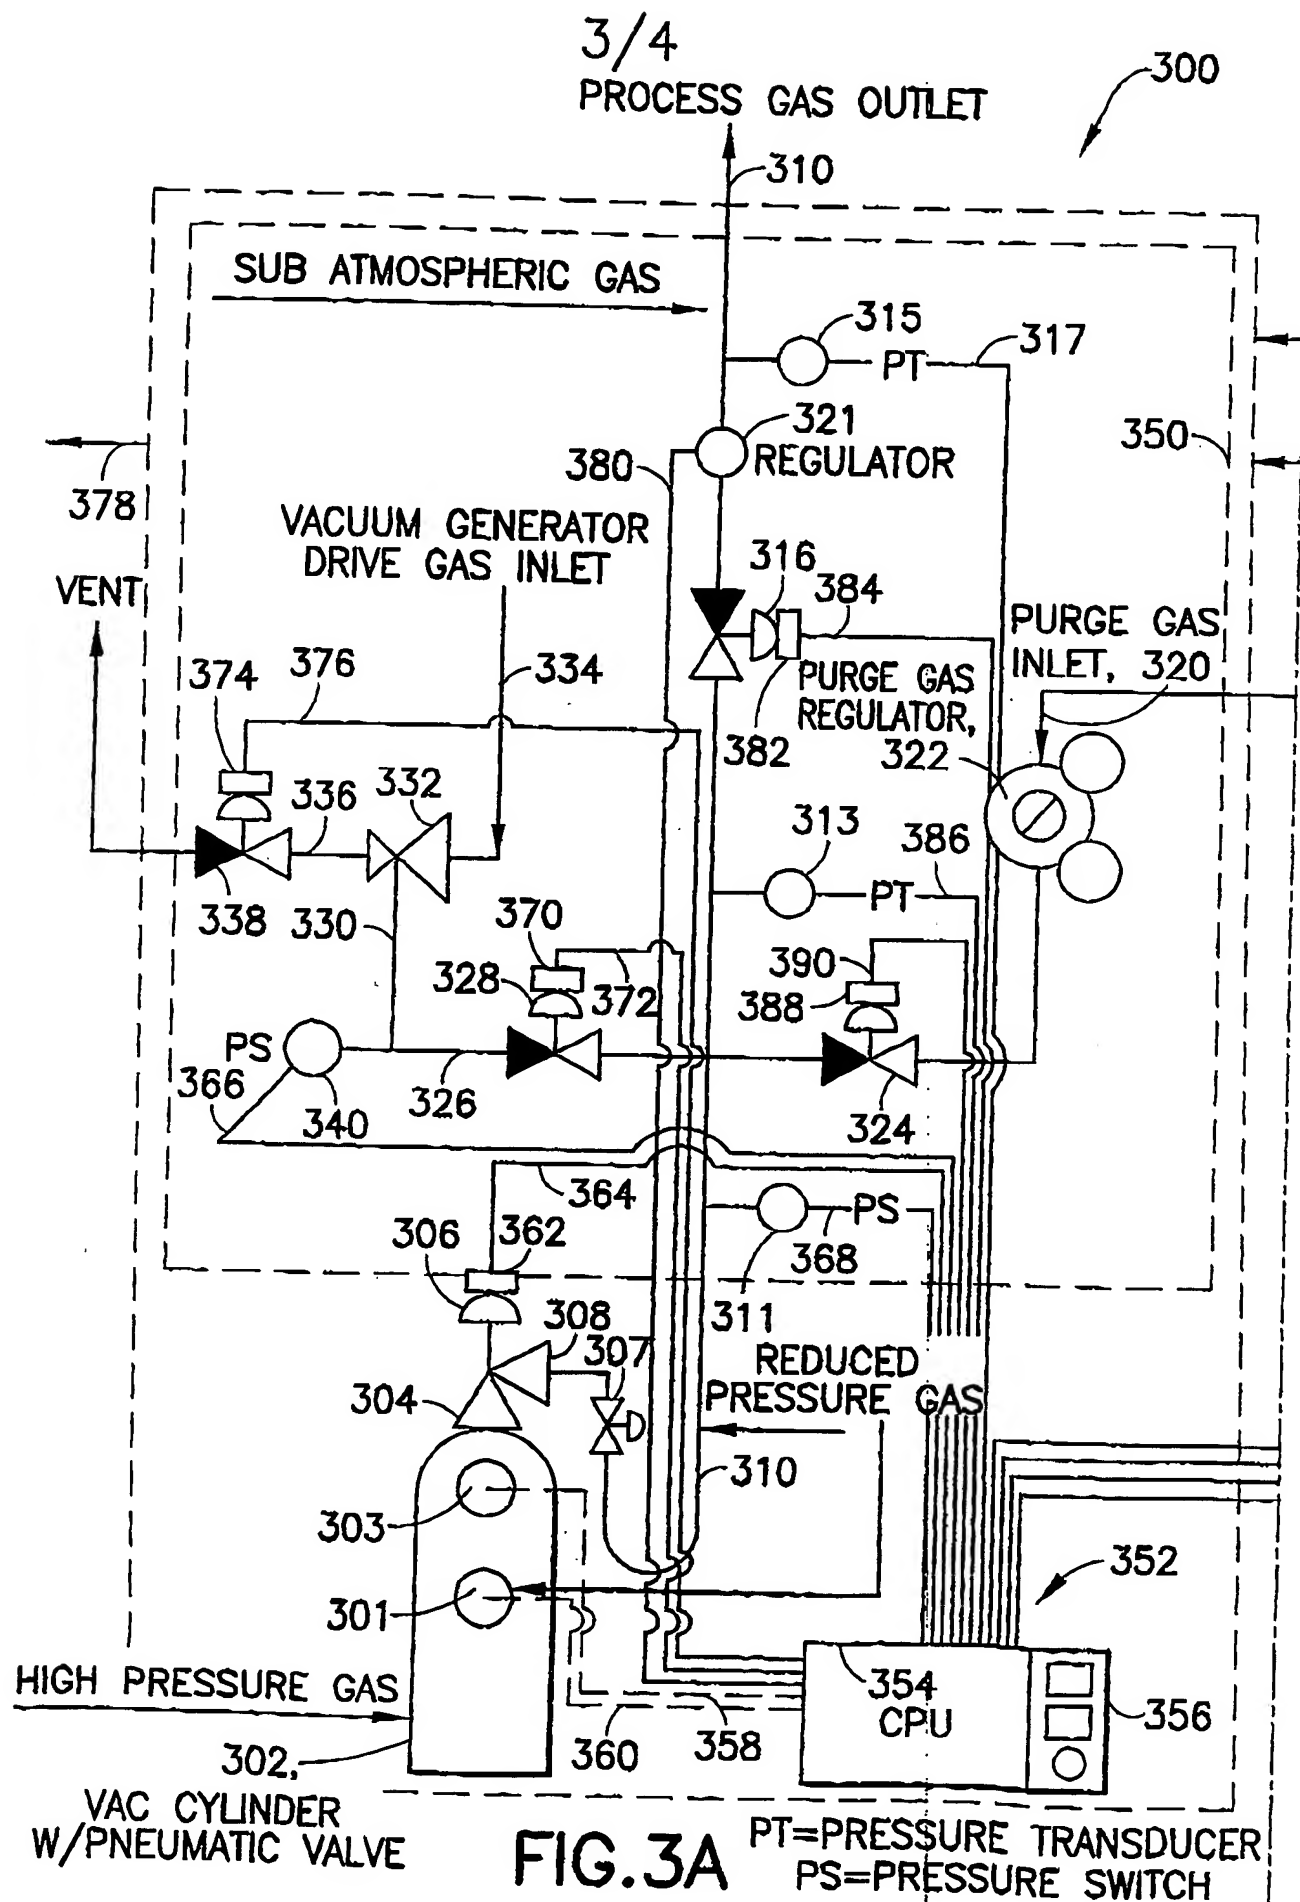 3/4
PROCESS GAS OUTLET
300
310
SUB ATMOSPHERIC GAS
315
PT
317
321
REGULATOR
380
350
378
VACUUM GENERATOR
DRIVE GAS INLET
VENT
316
384
PURGE GAS
INLET, 320
374
376
334
PURGE GAS
REGULATOR,
382
322
336
332
313
386
PT
338
330
370
328
372
390
388
PS
366
340
326
324
364
306
362
368
PS
311
308
307
REDUCED
PRESSURE GAS
304
310
303
301
352
HIGH PRESSURE GAS
354
CPU
356
302,
360
358
VAC CYLINDER
W/PNEUMATIC VALVE
FIG.3A
PT=PRESSURE TRANSDUCER
PS=PRESSURE SWITCH